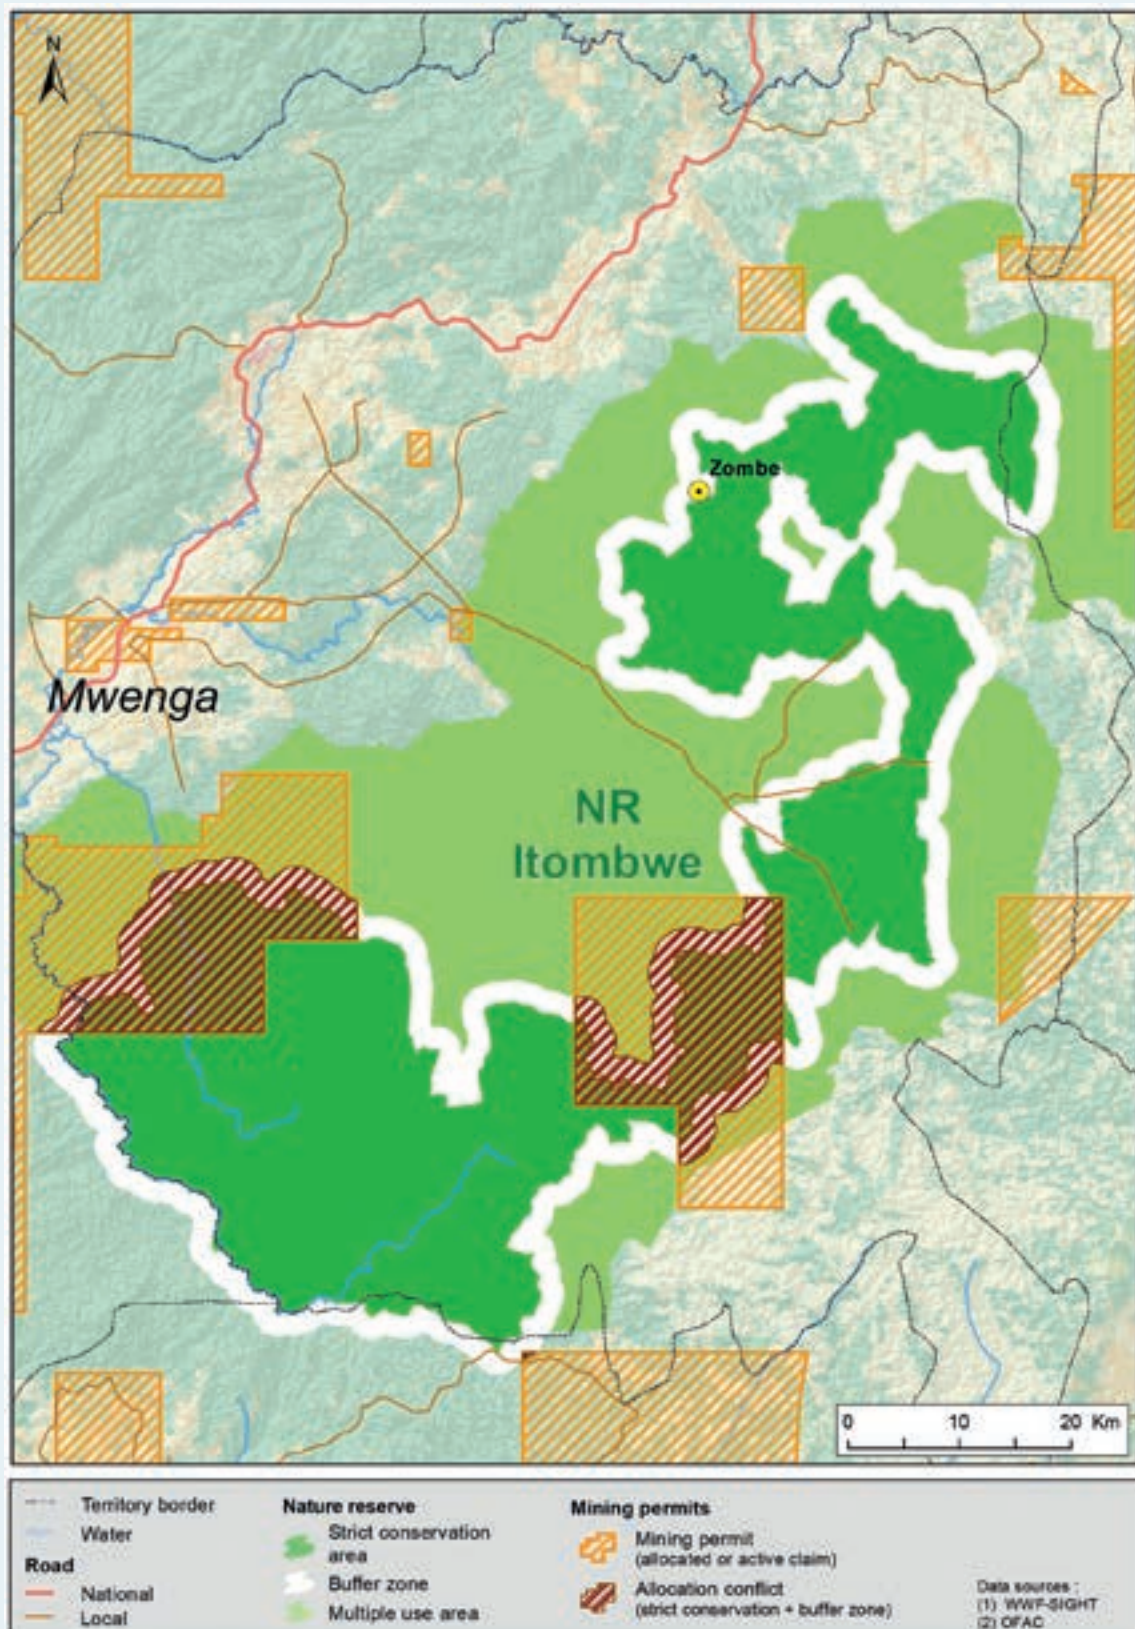 N
Zombe
Mwenga
NR
Itombwe
0 10 20 Km
Territory border
Water
Road
National
Local
Nature reserve
Strict conservation
area
Buffer zone
Multiple use area
Mining permits
Mining permit
(allocated or active claim)
Allocation conflict
(strict conservation + buffer zone)
Data sources :
(1) WWF-SIGHT
(2) OFAC